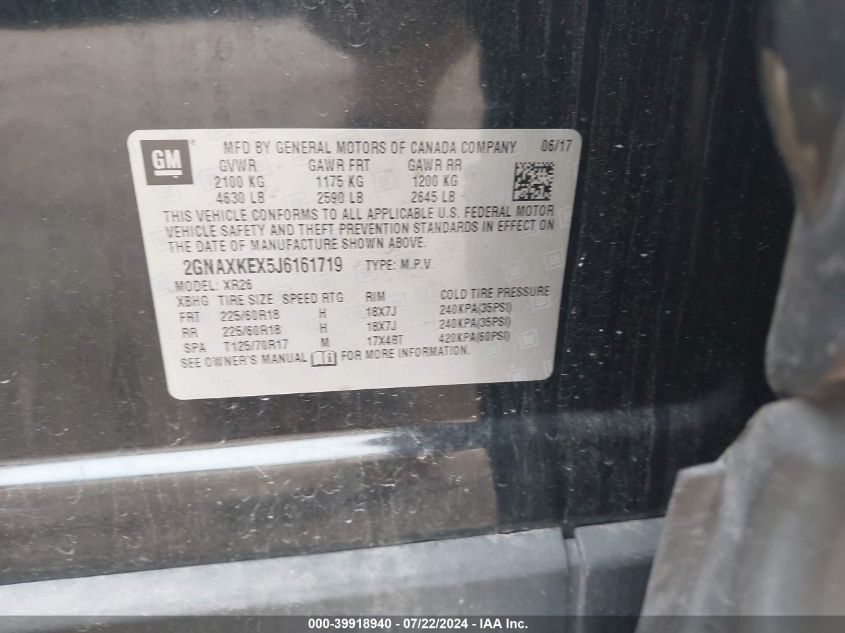 GM
MFD BY GENERAL MOTORS OF CANADA COMPANY 06/17
GVWR GAWR FRT GAWR RR
2100 KG 1175 KG 1200 KG
4630 LB 2590 LB 2645 LB
THIS VEHICLE CONFORMS TO ALL APPLICABLE U.S. FEDERAL MOTOR
VEHICLE SAFETY AND THEFT PREVENTION STANDARDS IN EFFECT ON
THE DATE OF MANUFACTURE SHOWN ABOVE.
2GNAXKEX5J6161719 TYPE: M.P.V.
MODEL: XR26
XBHG TIRE SIZE SPEED RTG RIM COLD TIRE PRESSURE
FRT 225/60R18 H 18X7J 240KPA(35PSI)
RR 225/60R18 H 18X7J 240KPA(35PSI)
SPA T125/70R17 M 17X4BT 420KPA(60PSI)
SEE OWNER'S MANUAL FOR MORE INFORMATION.
000-39918940 - 07/22/2024 - IAA Inc.